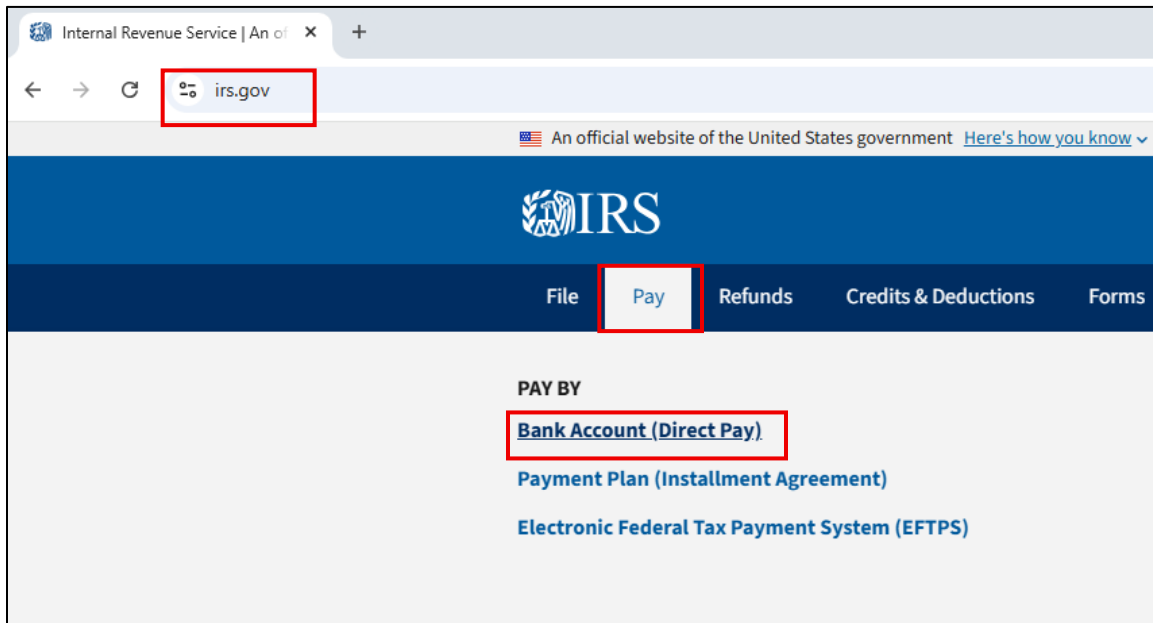 Internal Revenue Service | An of
irs.gov
An official website of the United States government Here's how you know
IRS
File Pay Refunds Credits & Deductions Forms
PAY BY
Bank Account (Direct Pay)
Payment Plan (Installment Agreement)
Electronic Federal Tax Payment System (EFTPS)